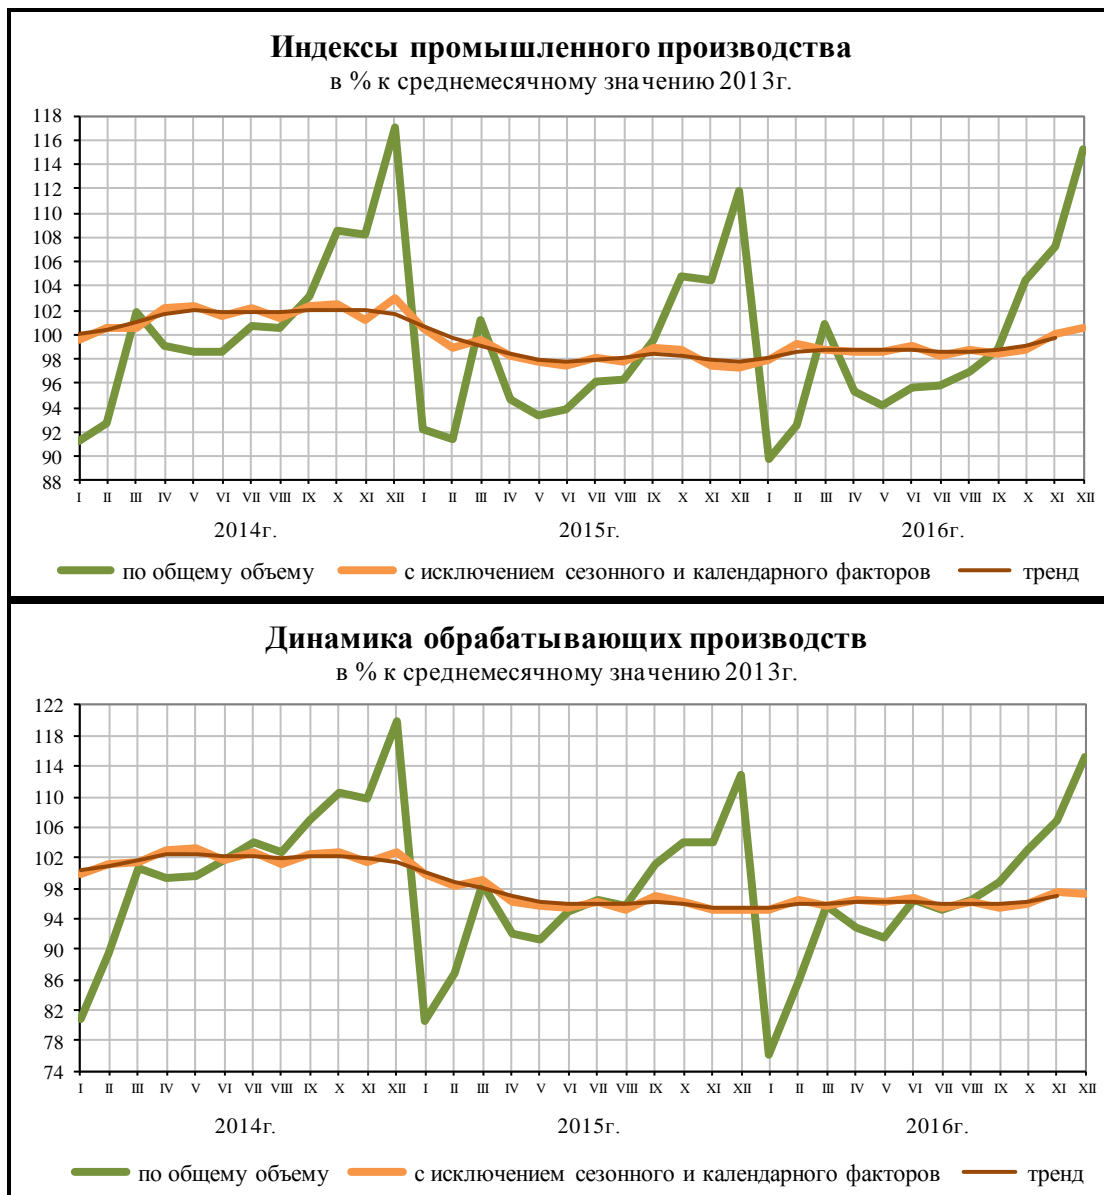 Индексы промышленного производства
в % к среднемесячному значению 2013г.
118
116
114
112
110
108
106
104
102
100
98
96
94
92
90
88
I II III IV V VI VII VIII IX X XI XII I II III IV V VI VII VIII IX X XI XII I II III IV V VI VII VIII IX X XI XII
2014г. 2015г. 2016г.
по общему объему с исключением сезонного и календарного факторов тренд
Динамика обрабатывающих производств
в % к среднемесячному значению 2013г.
122
118
114
110
106
102
98
94
90
86
82
78
74
I II III IV V VI VII VIII IX X XI XII I II III IV V VI VII VIII IX X XI XII I II III IV V VI VII VIII IX X XI XII
2014г. 2015г. 2016г.
по общему объему с исключением сезонного и календарного факторов тренд